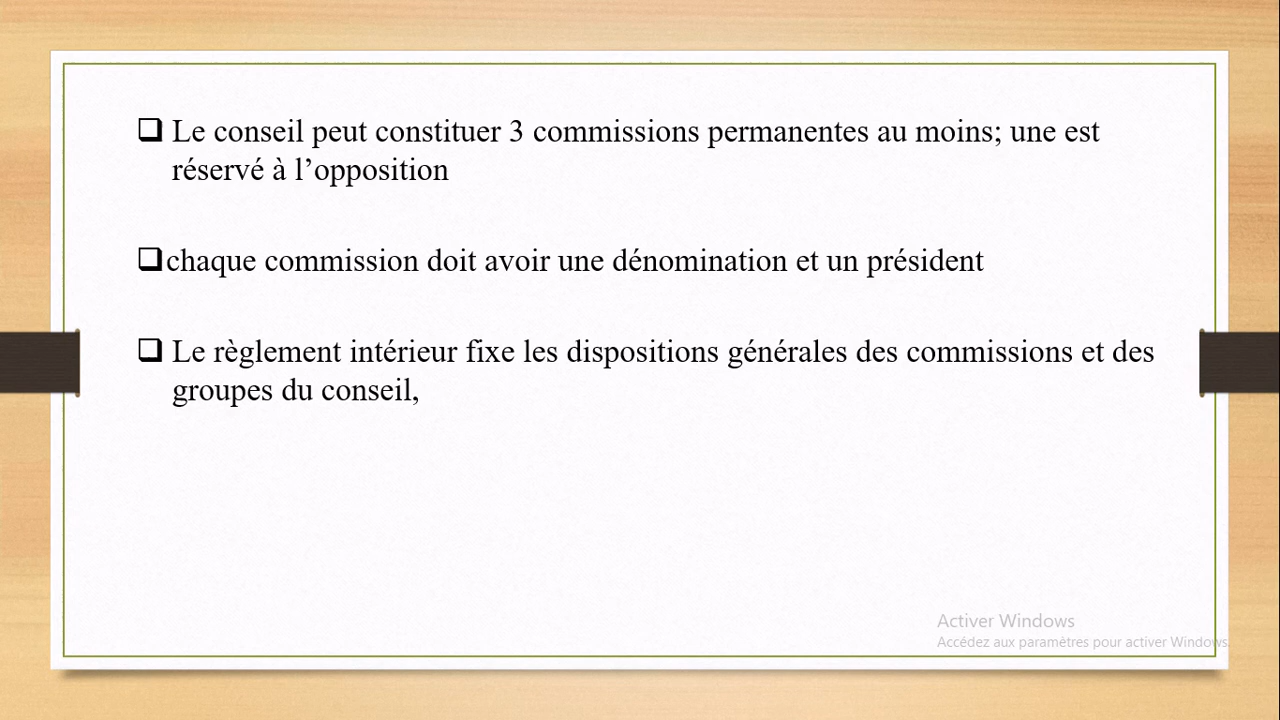 ❑ Le conseil peut constituer 3 commissions permanentes au moins; une est
réservé à l’opposition
❑chaque commission doit avoir une dénomination et un président
❑ Le règlement intérieur fixe les dispositions générales des commissions et des
groupes du conseil,
Activer Windows
Accédez aux paramètres pour activer Windows.